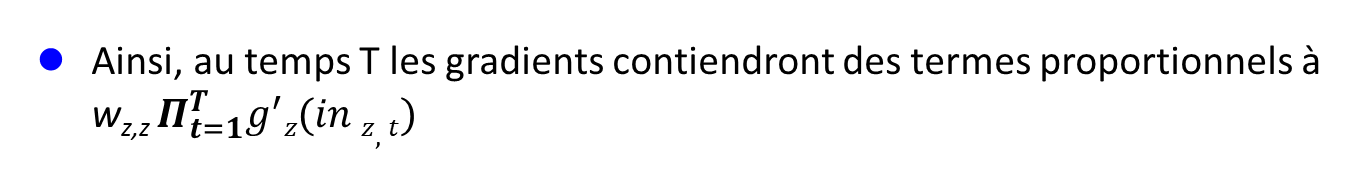 ● Ainsi, au temps T les gradients contiendront des termes proportionnels à
w_{z,z} Π_{t=1}^{T} g′_z(in_{z,t})